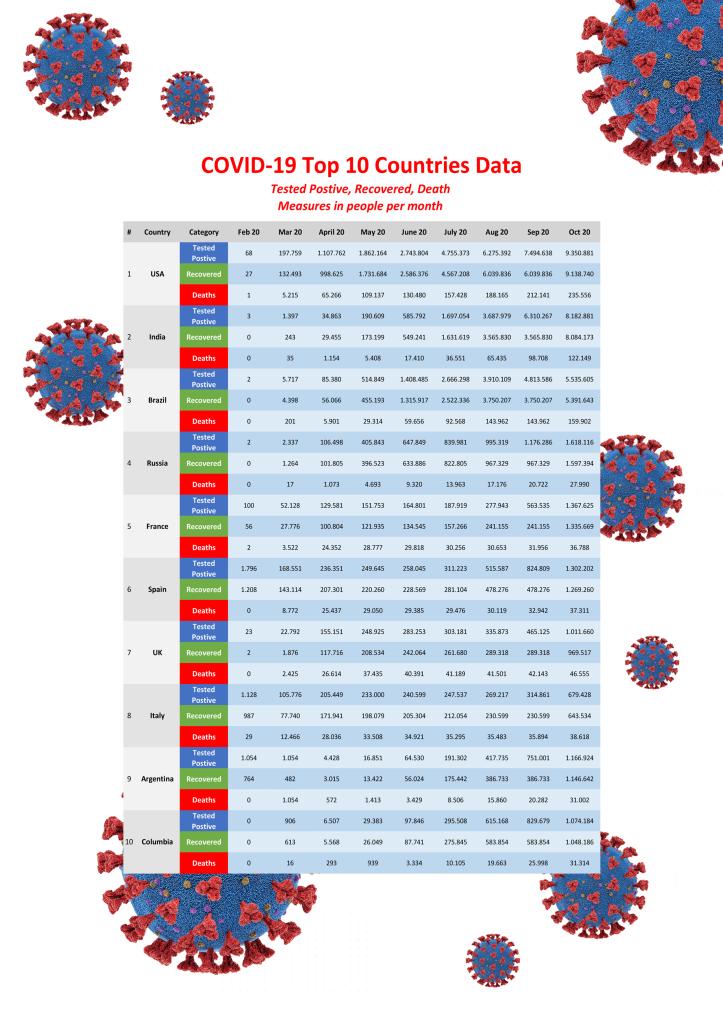 COVID-19 Top 10 Countries Data
Tested Postive, Recovered, Death
Measures in people per month
# Country Category Feb 20 Mar 20 April 20 May 20 June 20 July 20 Aug 20 Sep 20 Oct 20
1 USA
Tested Postive 68 197.759 1.107.762 1.862.164 2.743.804 4.755.373 6.275.392 7.494.638 9.350.881
Recovered 27 132.493 998.625 1.731.684 2.586.376 4.567.208 6.039.836 6.039.836 9.138.740
Deaths 1 5.215 65.266 109.137 130.480 157.428 188.165 212.141 235.556
2 India
Tested Postive 3 1.397 34.863 190.609 585.792 1.697.054 3.687.979 6.310.267 8.182.881
Recovered 0 243 29.455 173.199 549.241 1.631.619 3.565.830 3.565.830 8.084.173
Deaths 0 35 1.154 5.408 17.410 36.551 65.435 98.708 122.149
3 Brazil
Tested Postive 2 5.717 85.380 514.849 1.408.485 2.666.298 3.910.109 4.813.586 5.535.605
Recovered 0 4.398 56.066 455.193 1.315.917 2.522.336 3.750.207 3.750.207 5.391.643
Deaths 0 201 5.901 29.314 59.656 92.568 143.962 143.962 159.902
4 Russia
Tested Postive 2 2.337 106.498 405.843 647.849 839.981 995.319 1.176.286 1.618.116
Recovered 0 1.264 101.805 396.523 633.886 822.805 967.329 967.329 1.597.394
Deaths 0 17 1.073 4.693 9.320 13.963 17.176 20.722 27.990
5 France
Tested Postive 100 52.128 129.581 151.753 164.801 187.919 277.943 563.535 1.367.625
Recovered 56 27.776 100.804 121.935 134.545 157.266 241.155 241.155 1.335.669
Deaths 2 3.522 24.352 28.777 29.818 30.256 30.653 31.956 36.788
6 Spain
Tested Postive 1.796 168.551 236.351 249.645 258.045 311.223 515.587 824.809 1.302.202
Recovered 1.208 143.114 207.301 220.260 228.569 281.104 478.276 478.276 1.269.260
Deaths 0 8.772 25.437 29.050 29.385 29.476 30.119 32.942 37.311
7 UK
Tested Postive 23 22.792 155.151 248.925 283.253 303.181 335.873 465.125 1.011.660
Recovered 2 1.876 117.716 208.534 242.064 261.680 289.318 289.318 969.517
Deaths 0 2.425 26.614 37.435 40.391 41.189 41.501 42.143 46.555
8 Italy
Tested Postive 1.128 105.776 205.449 233.000 240.599 247.537 269.217 314.861 679.428
Recovered 987 77.740 171.941 198.079 205.304 212.054 230.599 230.599 643.534
Deaths 29 12.466 28.036 33.508 34.921 35.295 35.483 35.894 38.618
9 Argentina
Tested Postive 1.054 1.054 4.428 16.851 64.530 191.302 417.735 751.001 1.166.924
Recovered 764 482 3.015 13.422 56.024 175.442 386.733 386.733 1.146.642
Deaths 0 1.054 572 1.413 3.429 8.506 15.860 20.282 31.002
10 Columbia
Tested Postive 0 906 6.507 29.383 97.846 295.508 615.168 829.679 1.074.184
Recovered 0 613 5.568 26.049 87.741 275.845 583.854 583.854 1.048.186
Deaths 0 16 293 939 3.334 10.105 19.663 25.998 31.314